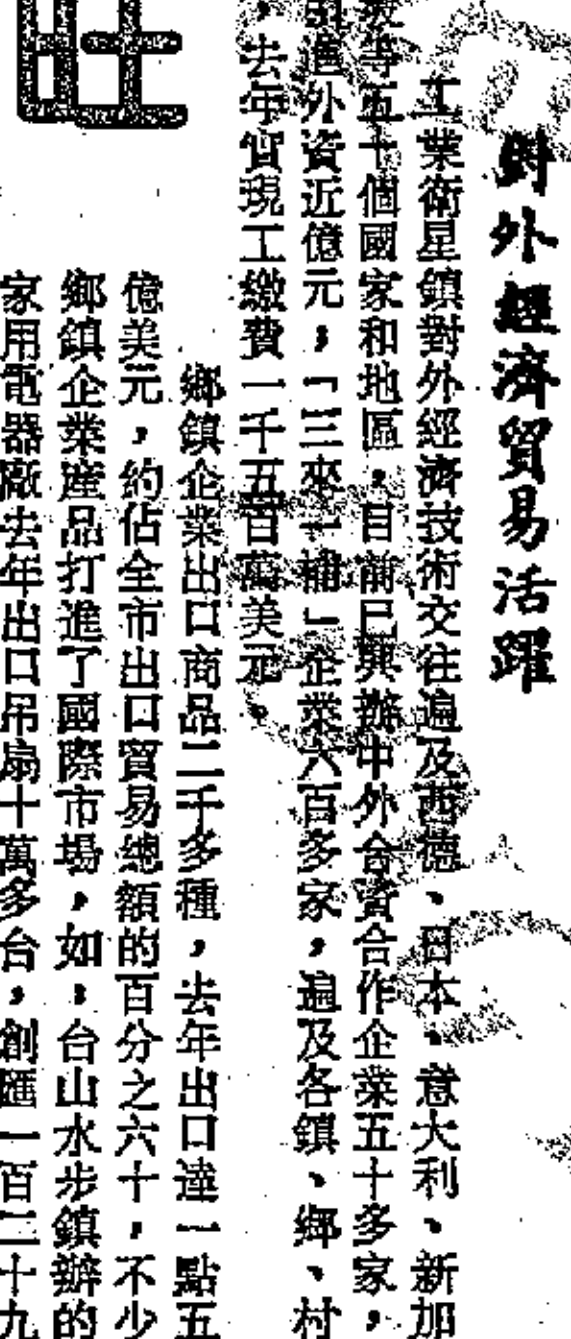 對外經濟貿易活躍
工業衛星鎮對外經濟技術交往遍及西德、日本、意大利、新加
坡等五十個國家和地區,目前已興辦中外合資合作企業五十多家,
引進外資近億元,「三來一補」企業六百多家,遍及各鎮、鄉、村
,去年實現工繳費一千五百萬美元。
鄉鎮企業出口商品二千多種,去年出口達一點五
億美元,約佔全市出口貿易總額的百分之六十,不少
鄉鎮企業産品打進了國際市場,如:台山水步鎮辦的
家用電器廠去年出口吊扇十萬多台,創匯一百二十九
旺